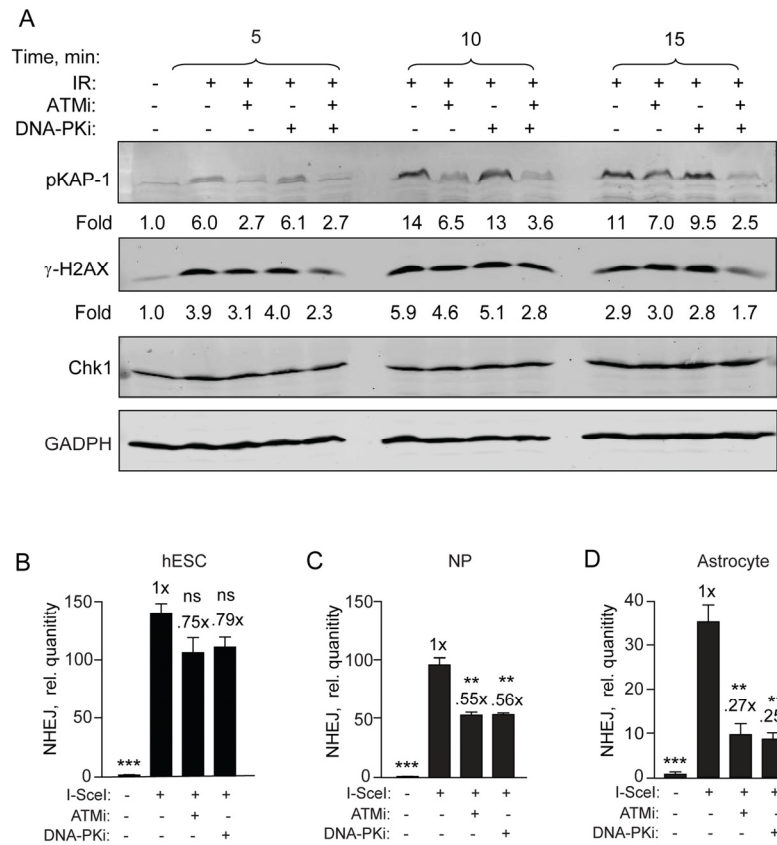 A
5 10 15
Time, min:
IR: - + + + + + + + + + + + +
ATMi: - - + - + - + - + - + - +
DNA-PKi: - - - + + - - + + - - + +
pKAP-1
Fold 1.0 6.0 2.7 6.1 2.7 14 6.5 13 3.6 11 7.0 9.5 2.5
γ-H2AX
Fold 1.0 3.9 3.1 4.0 2.3 5.9 4.6 5.1 2.8 2.9 3.0 2.8 1.7
Chk1
GADPH
B hESC
NHEJ, rel. quanitity
150
100
50
0
*** 1x ns .75x ns .79x
I-SceI: - + + +
ATMi: - - + -
DNA-PKi: - - - +
C NP
NHEJ, rel. quanitity
150
100
50
0
*** 1x ** .55x ** .56x
I-SceI: - + + +
ATMi: - - + -
DNA-PKi: - - - +
D Astrocyte
NHEJ, rel. quanitity
40
30
20
10
0
*** 1x ** .27x ** .25
I-SceI: - + + +
ATMi: - - + -
DNA-PKi: - - - +